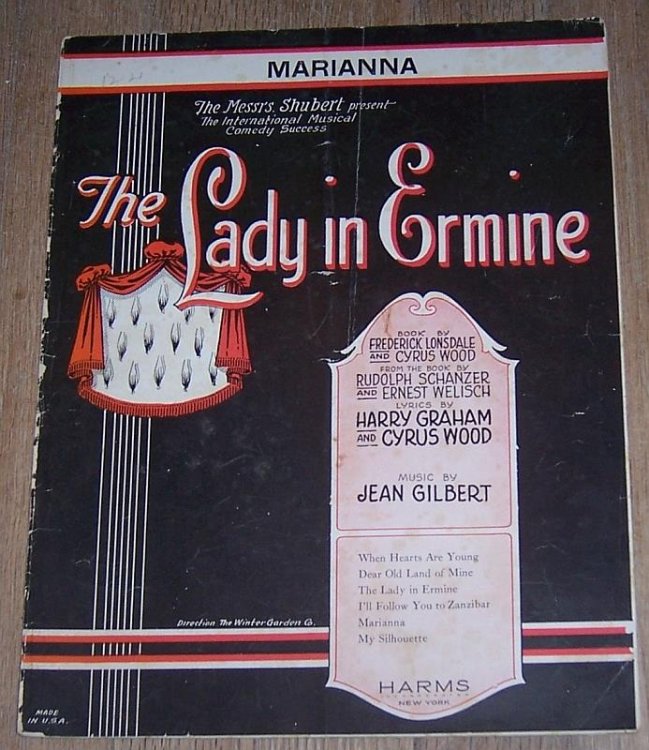 MARIANNA
The Messrs. Shubert present
The International Musical
Comedy Success
The Lady in Ermine
BOOK BY
FREDERICK LONSDALE
AND CYRUS WOOD
FROM THE BOOK BY
RUDOLPH SCHANZER
AND ERNEST WELISCH
LYRICS BY
HARRY GRAHAM
AND CYRUS WOOD
MUSIC BY
JEAN GILBERT
When Hearts Are Young
Dear Old Land of Mine
The Lady in Ermine
I'll Follow You to Zanzibar
Marianna
My Silhouette
Direction The Winter Garden Co.
HARMS
INCORPORATED
NEW YORK
MADE
IN U.S.A.